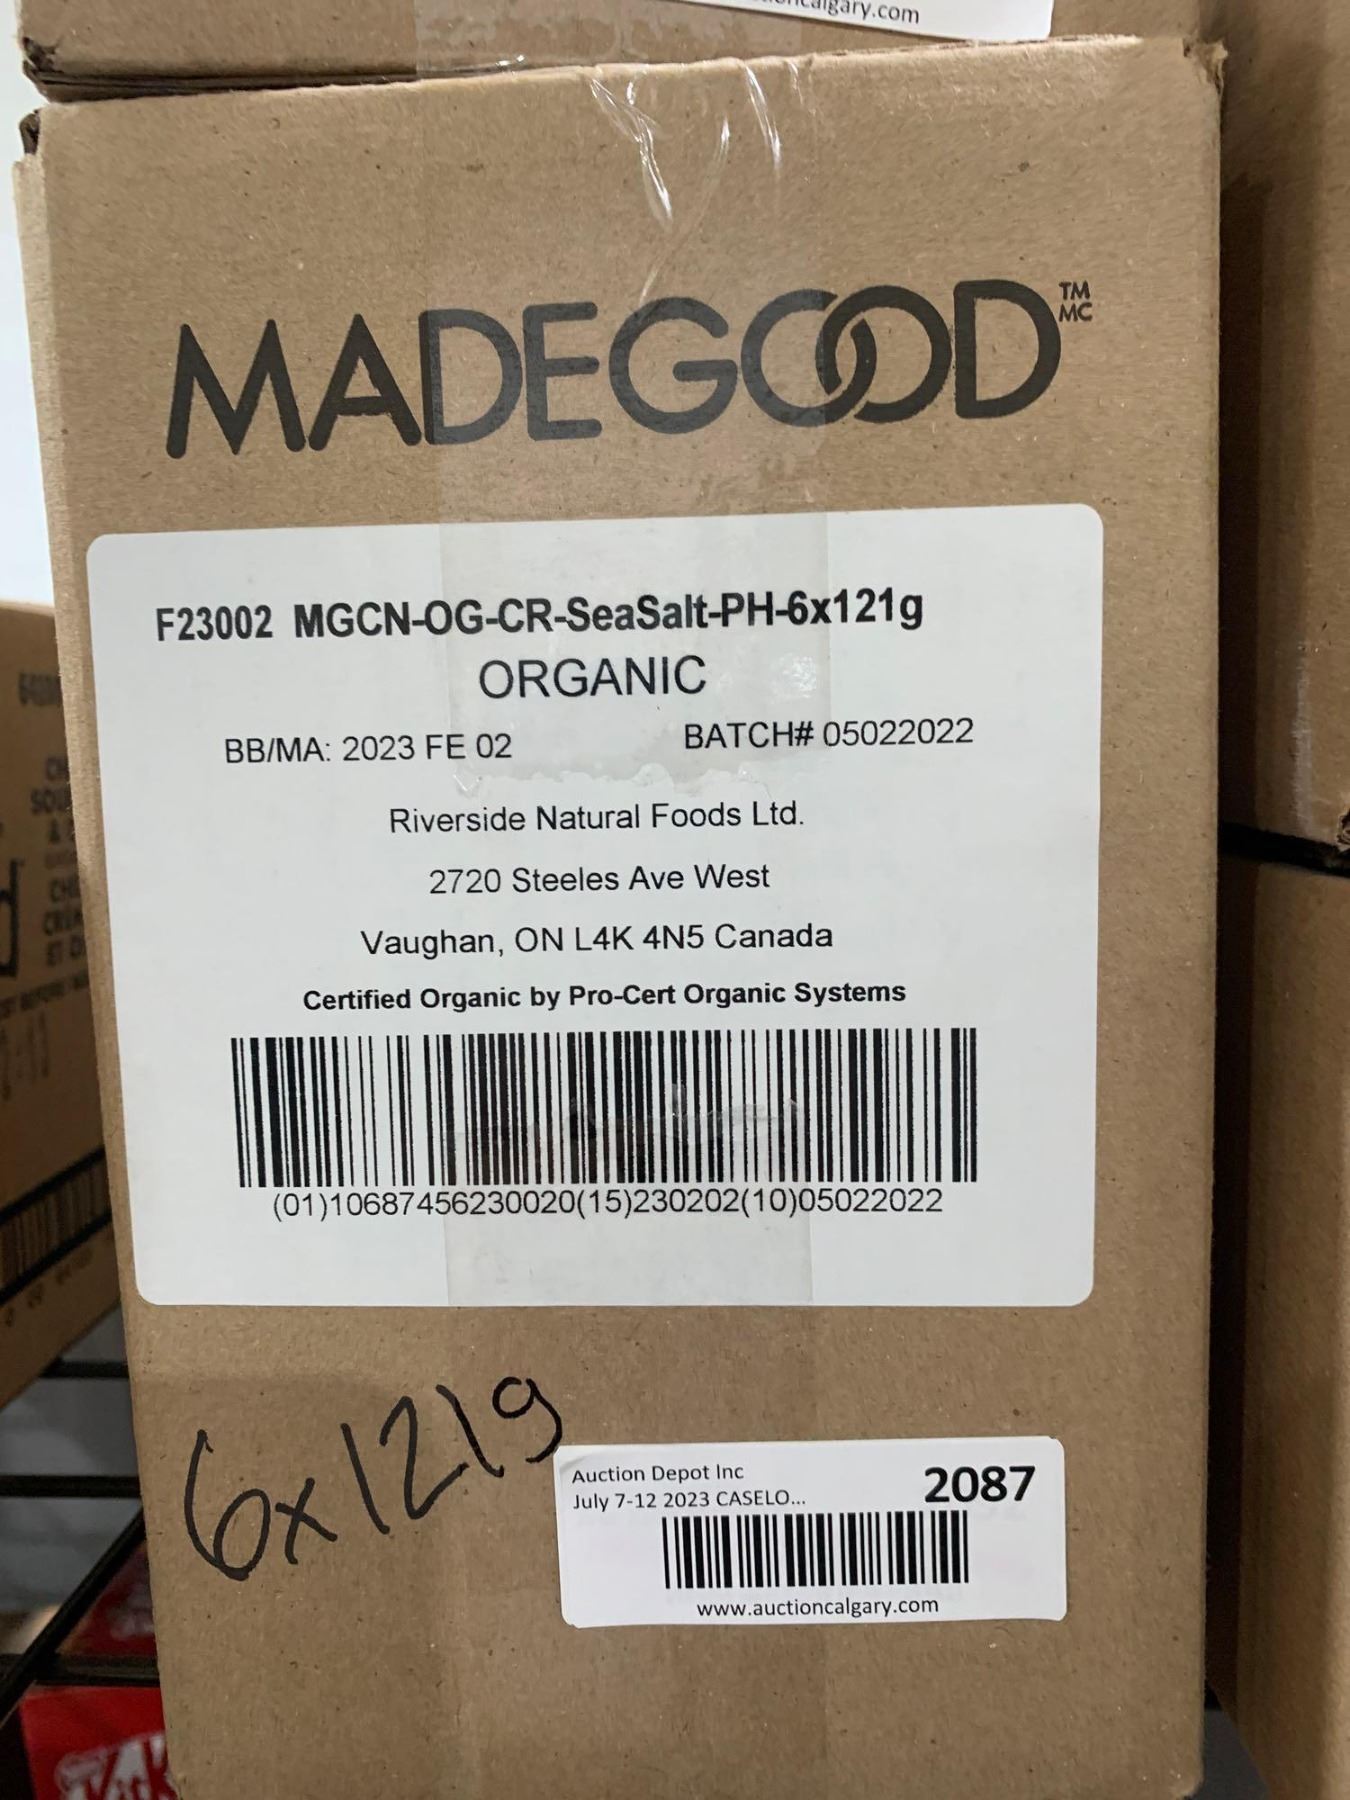 calgary.com
MADEGOOD TM MC
F23002 MGCN-OG-CR-SeaSalt-PH-6x121g
ORGANIC
BB/MA: 2023 FE 02 BATCH# 05022022
Riverside Natural Foods Ltd.
2720 Steeles Ave West
Vaughan, ON L4K 4N5 Canada
Certified Organic by Pro-Cert Organic Systems
(01)10687456230020(15)230202(10)05022022
6x121g
Auction Depot Inc 2087
July 7-12 2023 CASELO...
www.auctioncalgary.com